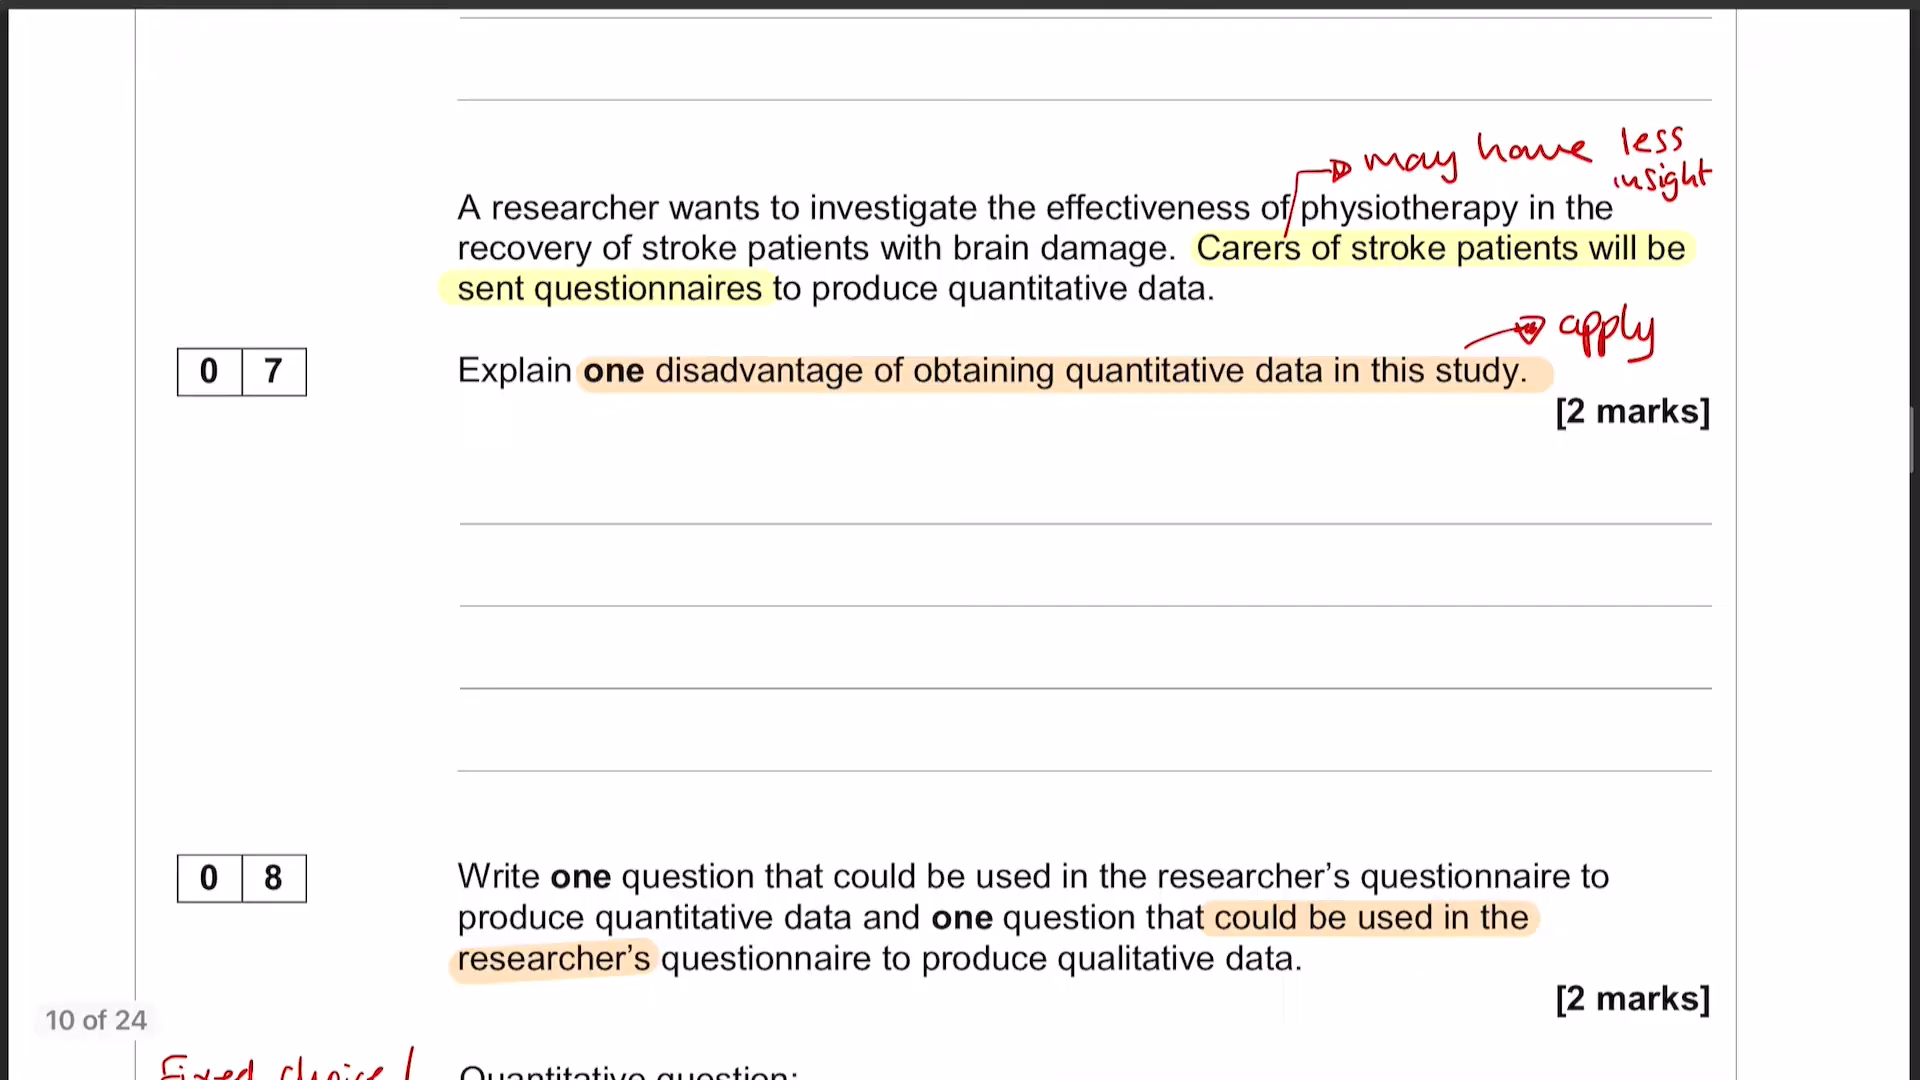 may have less
insight
A researcher wants to investigate the effectiveness of physiotherapy in the
recovery of stroke patients with brain damage. Carers of stroke patients will be
sent questionnaires to produce quantitative data.
apply
0 7 Explain one disadvantage of obtaining quantitative data in this study.
[2 marks]
0 8 Write one question that could be used in the researcher's questionnaire to
produce quantitative data and one question that could be used in the
researcher's questionnaire to produce qualitative data.
[2 marks]
10 of 24
Fixed choice /
Quantitative question: